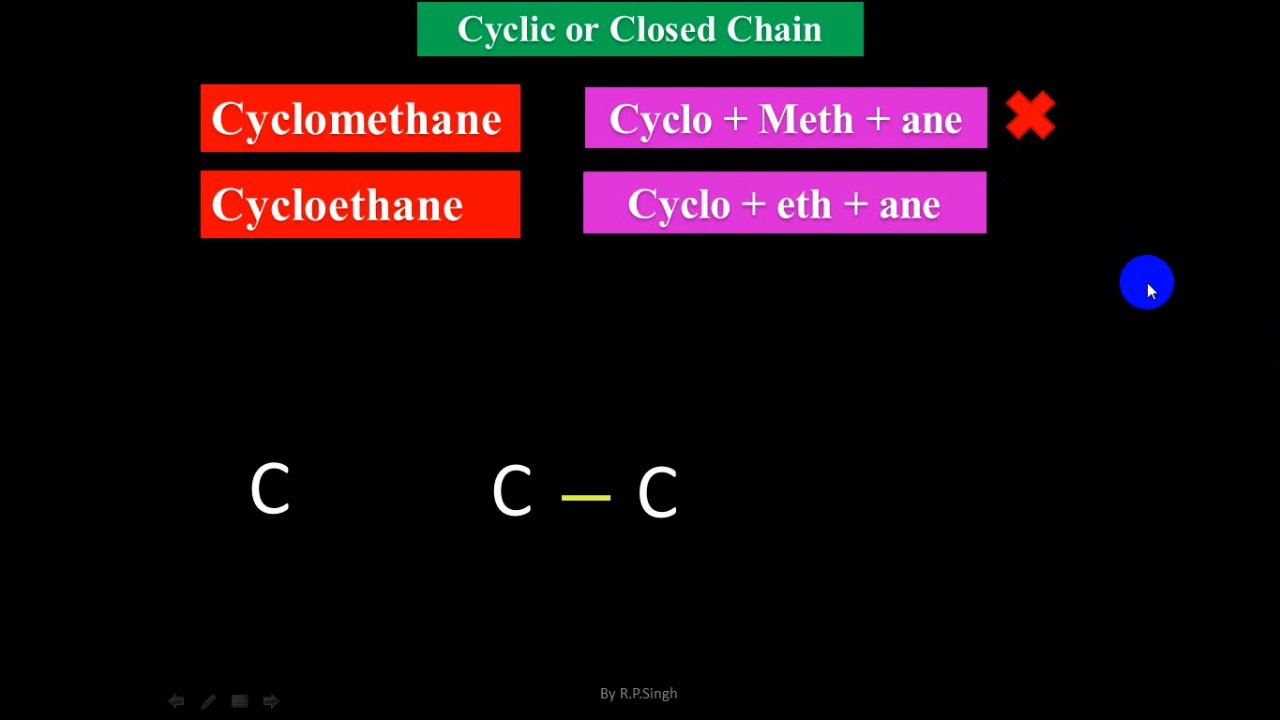 Cyclic or Closed Chain
Cyclomethane Cyclo + Meth + ane
Cycloethane Cyclo + eth + ane
C C – C
By R.P.Singh